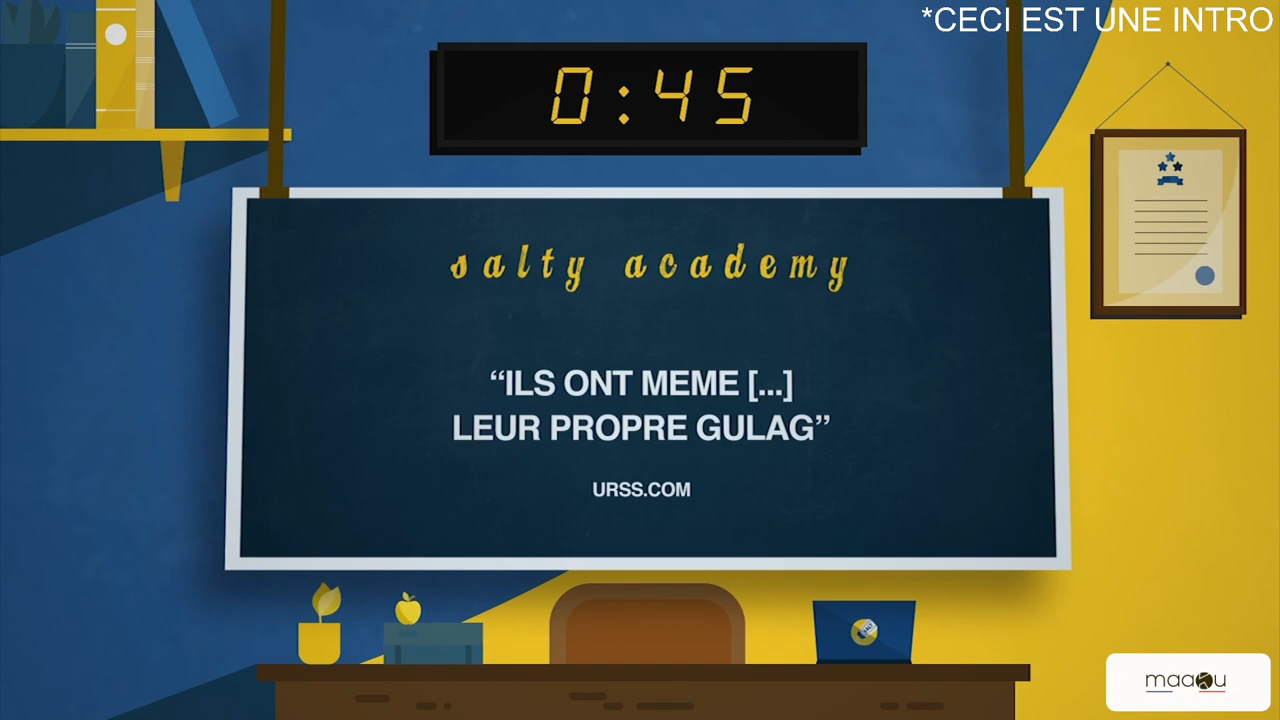 *CECI EST UNE INTRO
0:45
salty academy
“ILS ONT MEME [...]
LEUR PROPRE GULAG”
URSS.COM
maaku